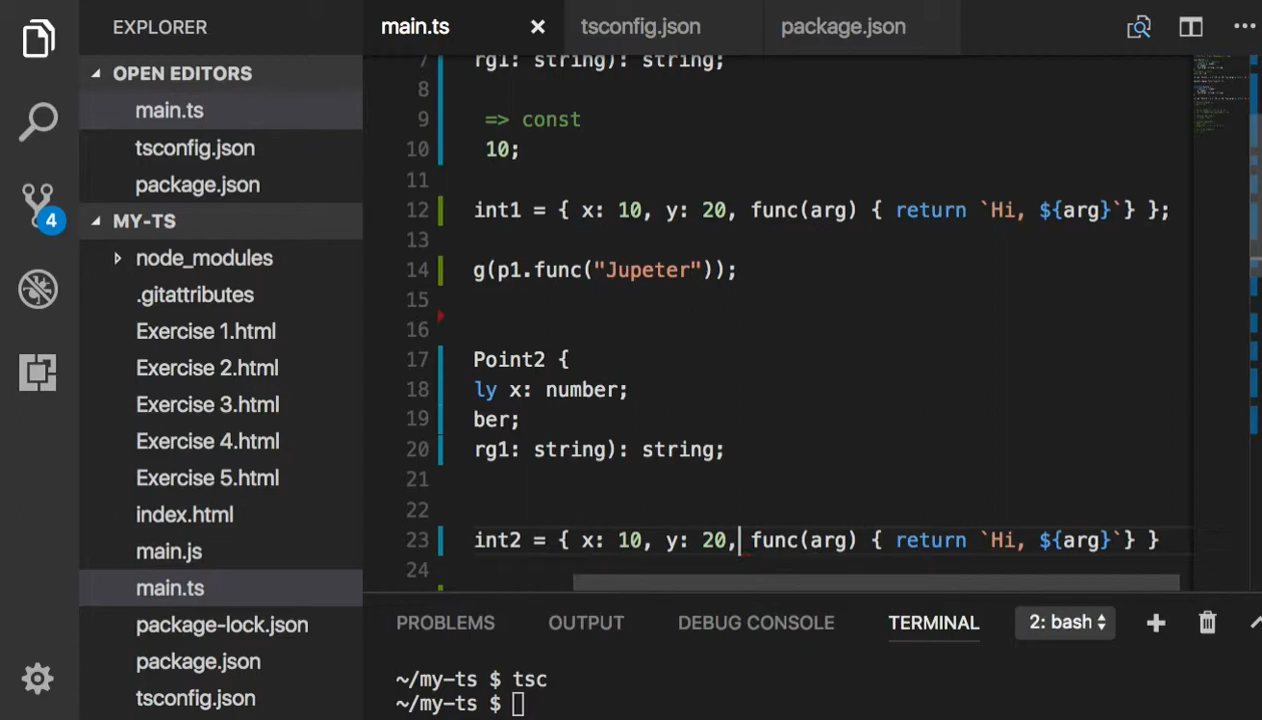 EXPLORER
main.ts
tsconfig.json
package.json
OPEN EDITORS
main.ts
tsconfig.json
package.json
MY-TS
4
node_modules
.gitattributes
Exercise 1.html
Exercise 2.html
Exercise 3.html
Exercise 4.html
Exercise 5.html
index.html
main.js
main.ts
package-lock.json
package.json
tsconfig.json
7 rg1: string): string;
8
9 => const
10 10;
11
12 int1 = { x: 10, y: 20, func(arg) { return `Hi, ${arg}`} };
13
14 g(p1.func("Jupeter"));
15
16
17 Point2 {
18 ly x: number;
19 ber;
20 rg1: string): string;
21
22
23 int2 = { x: 10, y: 20, func(arg) { return `Hi, ${arg}`} }
24
PROBLEMS OUTPUT DEBUG CONSOLE TERMINAL 2: bash
~/my-ts $ tsc
~/my-ts $